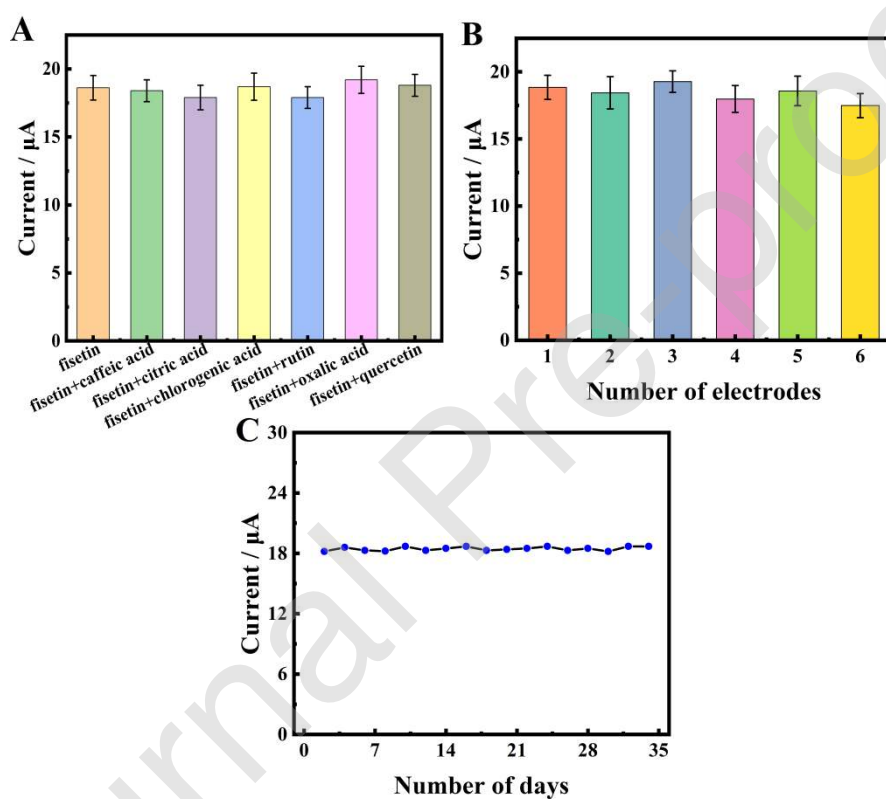 A
Current / µA
20
15
10
5
0
fisetin
fisetin+caffeic acid
fisetin+citric acid
fisetin+chlorogenic acid
fisetin+rutin
fisetin+oxalic acid
fisetin+quercetin
B
Current / µA
20
15
10
5
0
1 2 3 4 5 6
Number of electrodes
C
Current / µA
30
24
18
12
6
0
0 7 14 21 28 35
Number of days
urnal Pre-proo